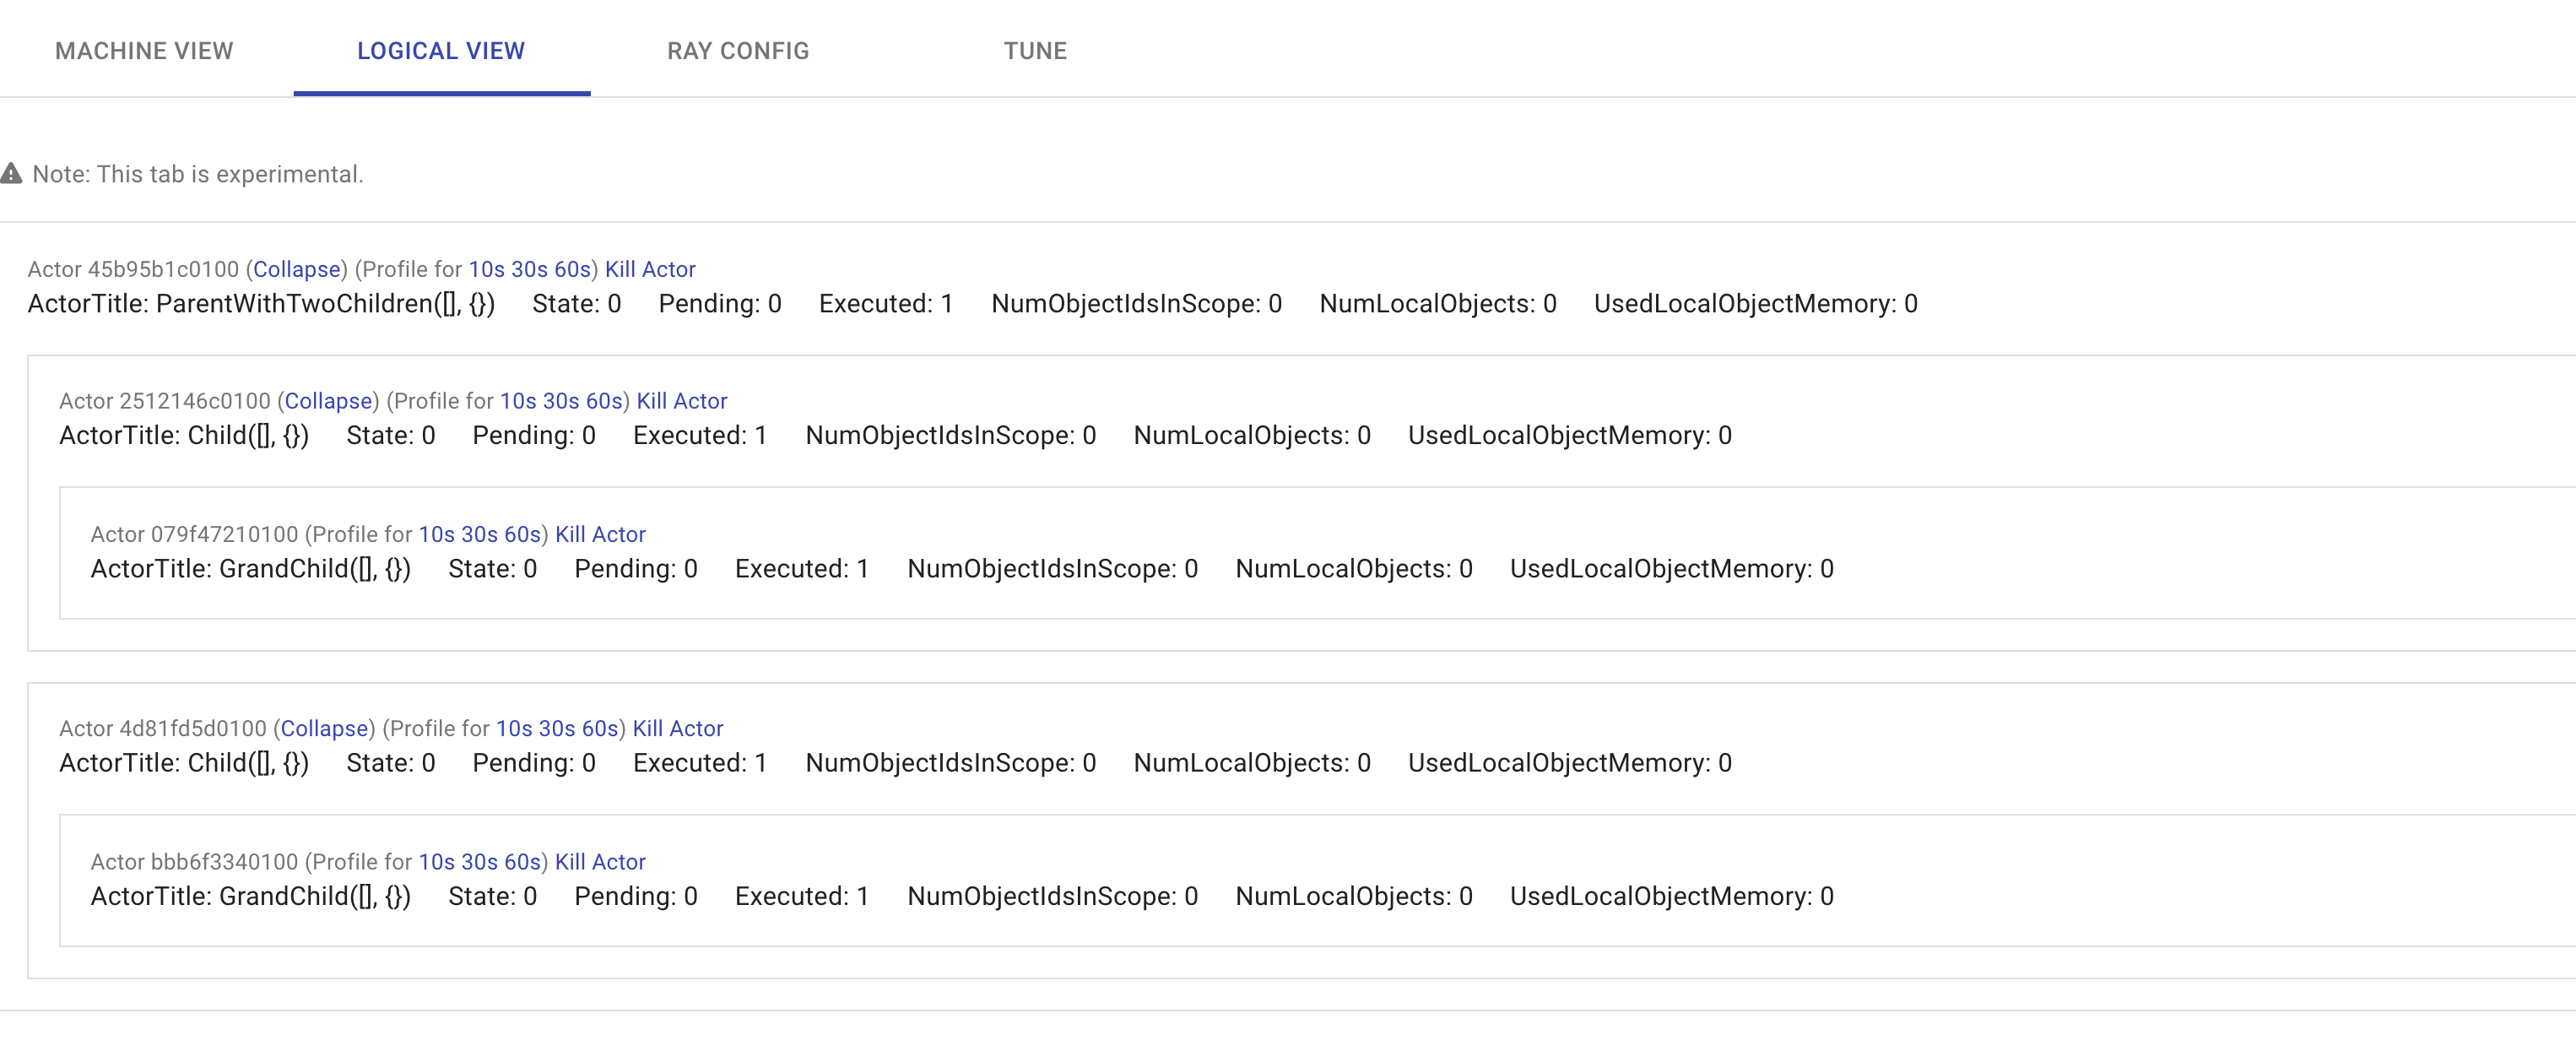 MACHINE VIEW LOGICAL VIEW RAY CONFIG TUNE
Note: This tab is experimental.
Actor 45b95b1c0100 (Collapse) (Profile for 10s 30s 60s) Kill Actor
ActorTitle: ParentWithTwoChildren([], {}) State: 0 Pending: 0 Executed: 1 NumObjectIdsInScope: 0 NumLocalObjects: 0 UsedLocalObjectMemory: 0
Actor 2512146c0100 (Collapse) (Profile for 10s 30s 60s) Kill Actor
ActorTitle: Child([], {}) State: 0 Pending: 0 Executed: 1 NumObjectIdsInScope: 0 NumLocalObjects: 0 UsedLocalObjectMemory: 0
Actor 079f47210100 (Profile for 10s 30s 60s) Kill Actor
ActorTitle: GrandChild([], {}) State: 0 Pending: 0 Executed: 1 NumObjectIdsInScope: 0 NumLocalObjects: 0 UsedLocalObjectMemory: 0
Actor 4d81fd5d0100 (Collapse) (Profile for 10s 30s 60s) Kill Actor
ActorTitle: Child([], {}) State: 0 Pending: 0 Executed: 1 NumObjectIdsInScope: 0 NumLocalObjects: 0 UsedLocalObjectMemory: 0
Actor bbb6f3340100 (Profile for 10s 30s 60s) Kill Actor
ActorTitle: GrandChild([], {}) State: 0 Pending: 0 Executed: 1 NumObjectIdsInScope: 0 NumLocalObjects: 0 UsedLocalObjectMemory: 0